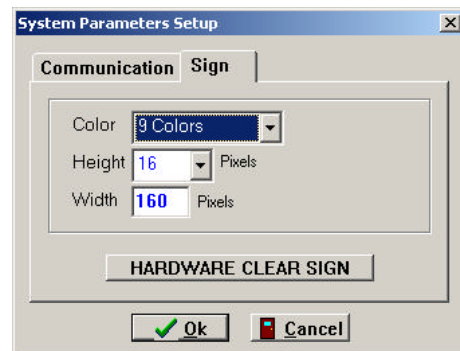 System Parameters Setup
Communication Sign
Color 9 Colors
Height 16 Pixels
Width 160 Pixels
HARDWARE CLEAR SIGN
Ok Cancel